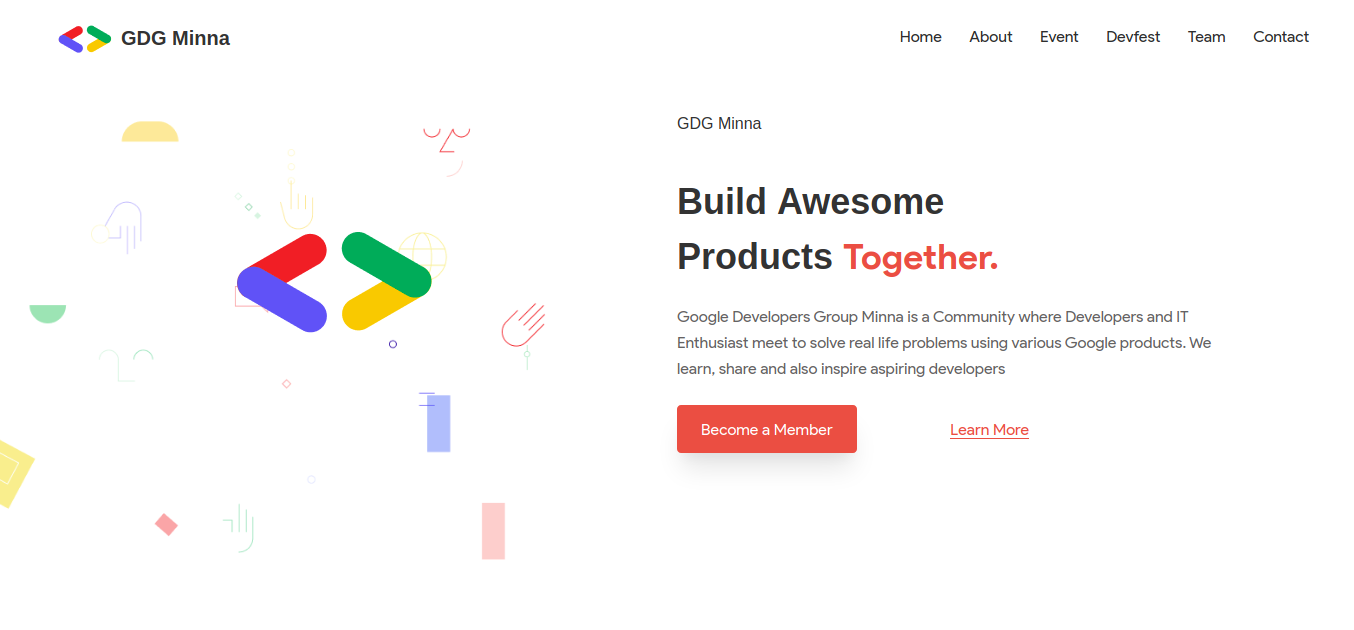 GDG Minna
Home About Event Devfest Team Contact
GDG Minna
Build Awesome
Products Together.
Google Developers Group Minna is a Community where Developers and IT
Enthusiast meet to solve real life problems using various Google products. We
learn, share and also inspire aspiring developers
Become a Member
Learn More